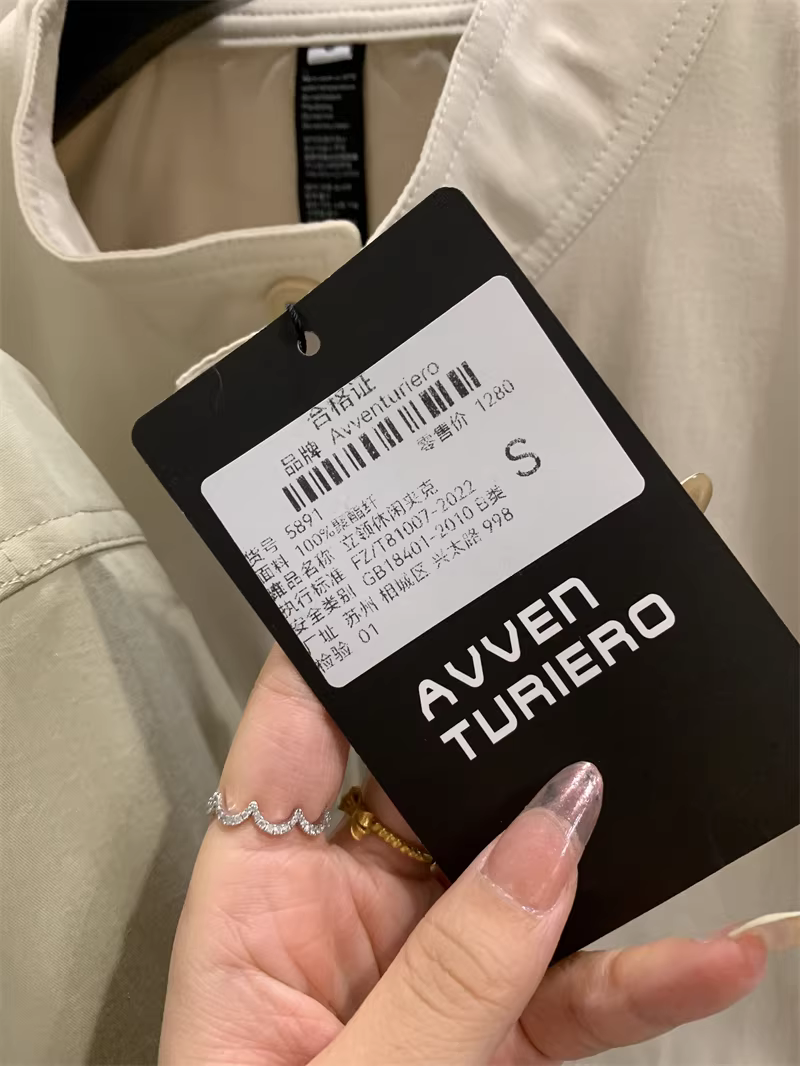 合格证
品牌 Avventuriero
零售价 1280
S
货号 5891
面料 100%聚酯纤
品名称 立领休闲夹克
执行标准 FZ/T81007-2022
安全类别 GB18401-2010 B类
厂址 苏州 相城区 兴太路 998
检验 01
AVVEN
TURIERO